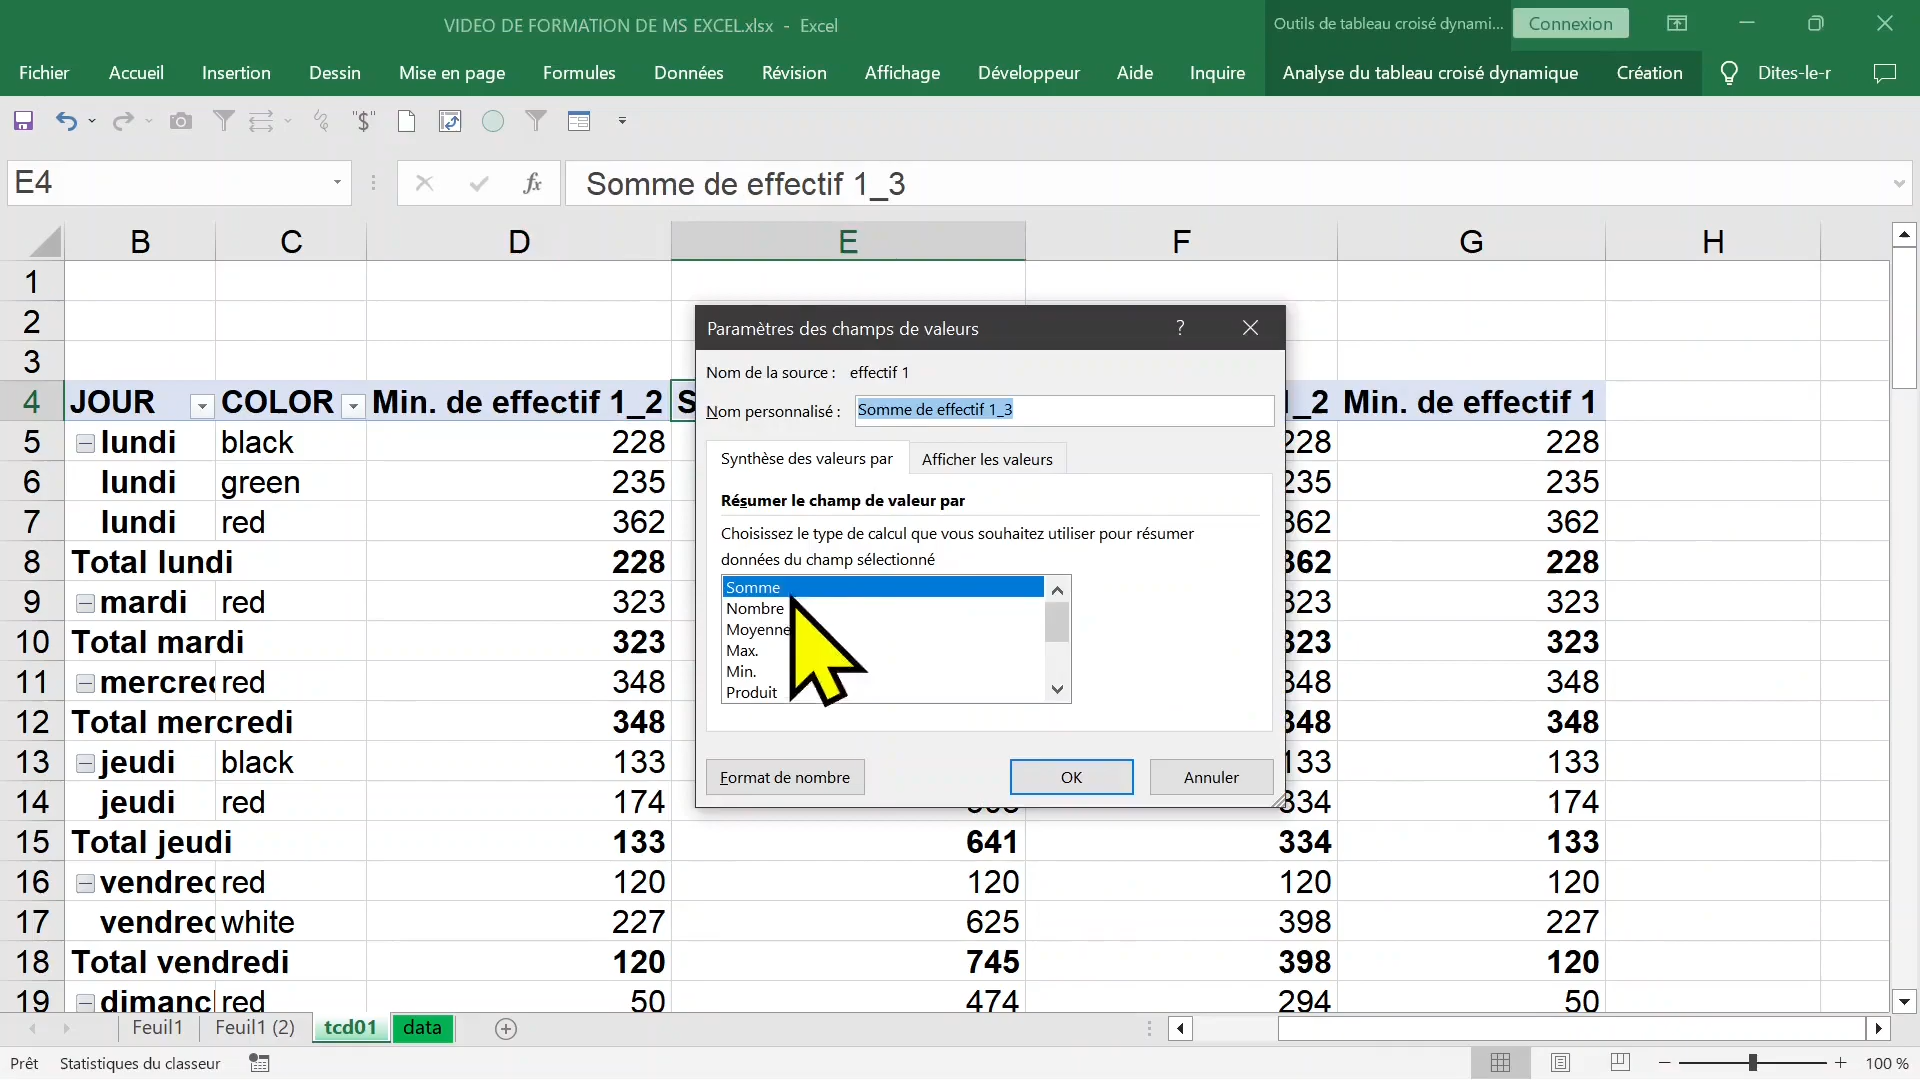 VIDEO DE FORMATION DE MS EXCEL.xlsx - Excel
Outils de tableau croisé dynami...
Connexion
Fichier Accueil Insertion Dessin Mise en page Formules Données Révision Affichage Développeur Aide Inquire Analyse du tableau croisé dynamique Création Dites-le-r
"$"
E4 fx Somme de effectif 1_3
B C D E F G H
1
2
3
4 JOUR COLOR Min. de effectif 1_2 S 1_2 Min. de effectif 1
5 lundi black 228 228 228
6 lundi green 235 235 235
7 lundi red 362 362 362
8 Total lundi 228 362 228
9 mardi red 323 323 323
10 Total mardi 323 323 323
11 mercred red 348 348 348
12 Total mercredi 348 348 348
13 jeudi black 133 133 133
14 jeudi red 174 334 174
15 Total jeudi 133 641 334 133
16 vendred red 120 120 120 120
17 vendred white 227 625 398 227
18 Total vendredi 120 745 398 120
19 dimanc red 50 474 294 50
Paramètres des champs de valeurs ?
Nom de la source : effectif 1
Nom personnalisé : Somme de effectif 1_3
Synthèse des valeurs par Afficher les valeurs
Résumer le champ de valeur par
Choisissez le type de calcul que vous souhaitez utiliser pour résumer
données du champ sélectionné
Somme
Nombre
Moyenne
Max.
Min.
Produit
Format de nombre OK Annuler
Feuil1 Feuil1 (2) tcd01 data
Prêt Statistiques du classeur 100 %